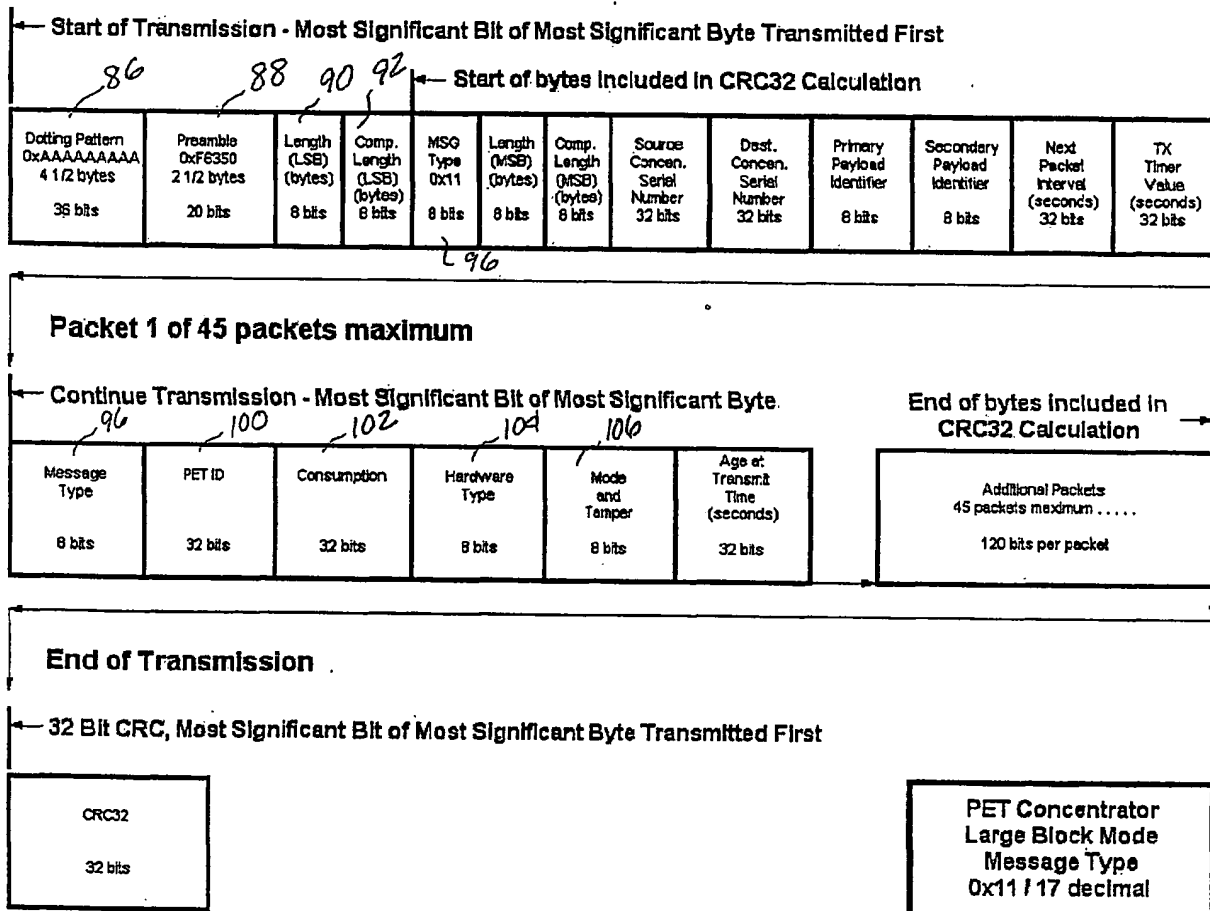 Start of Transmission - Most Significant Bit of Most Significant Byte Transmitted First
86 88 90 92
Start of bytes included in CRC32 Calculation
Dotting Pattern
0xAAAAAAAAA
4 1/2 bytes
36 bits
Preamble
0xF6350
2 1/2 bytes
20 bits
Length
(LSB)
(bytes)
8 bits
Comp.
Length
(LSB)
(bytes)
8 bits
MSG
Type
0x11
8 bits
Length
(MSB)
(bytes)
8 bits
Comp.
Length
(MSB)
(bytes)
8 bits
Source
Concen.
Serial
Number
32 bits
Dest.
Concen.
Serial
Number
32 bits
Primary
Payload
Identifier
8 bits
Secondary
Payload
Identifier
8 bits
Next
Packet
Interval
(seconds)
32 bits
TX
Timer
Value
(seconds)
32 bits
96
Packet 1 of 45 packets maximum
Continue Transmission - Most Significant Bit of Most Significant Byte.
End of bytes included in
CRC32 Calculation
96 100 102 104 106
Message
Type
8 bits
PET ID
32 bits
Consumption
32 bits
Hardware
Type
8 bits
Mode
and
Tamper
8 bits
Age at
Transmit
Time
(seconds)
32 bits
Additional Packets
45 packets maximum .....
120 bits per packet
End of Transmission
32 Bit CRC, Most Significant Bit of Most Significant Byte Transmitted First
CRC32
32 bits
PET Concentrator
Large Block Mode
Message Type
0x11 / 17 decimal